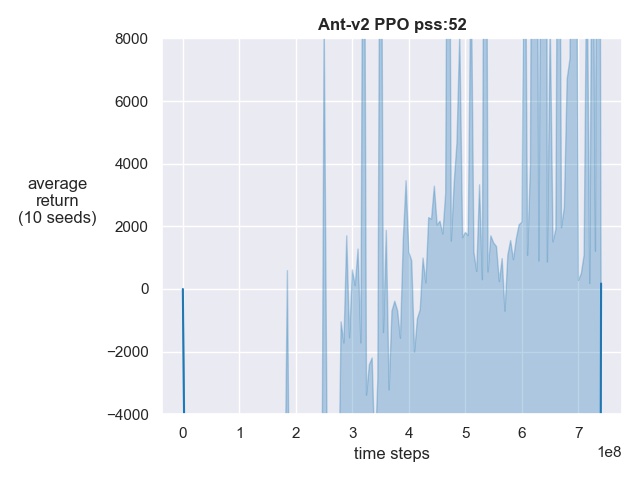 Ant-v2 PPO pss:52
8000
6000
4000
2000
0
−2000
−4000
average
return
(10 seeds)
0 1 2 3 4 5 6 7
1e8
time steps